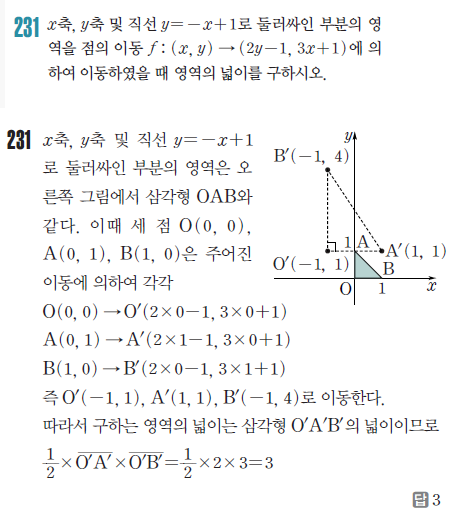 231 x축, y축 및 직선 y=-x+1로 둘러싸인 부분의 영
역을 점의 이동 f : (x, y) → (2y-1, 3x+1)에 의
하여 이동하였을 때 영역의 넓이를 구하시오.
231 x축, y축 및 직선 y=-x+1
로 둘러싸인 부분의 영역은 오
른쪽 그림에서 삼각형 OAB와
같다. 이때 세 점 O(0, 0),
A(0, 1), B(1, 0)은 주어진
이동에 의하여 각각
y
B′(-1, 4)
1 A
A′(1, 1)
O′(-1, 1)
B
O 1 x
O(0, 0) → O′(2×0-1, 3×0+1)
A(0, 1) → A′(2×1-1, 3×0+1)
B(1, 0) → B′(2×0-1, 3×1+1)
즉 O′(-1, 1), A′(1, 1), B′(-1, 4)로 이동한다.
따라서 구하는 영역의 넓이는 삼각형 O′A′B′의 넓이이므로
1/2 × O̅′A̅′ × O̅′B̅′ = 1/2 × 2 × 3 = 3
답 3